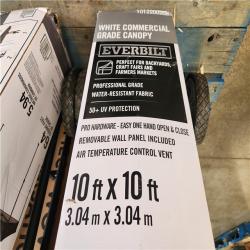 WHITE COMMERCIAL
GRADE CANOPY
EVERBILT
PERFECT FOR BACKYARDS,
CRAFT FAIRS AND
FARMERS MARKETS
PROFESSIONAL GRADE
WATER-RESISTANT FABRIC
50+ UV PROTECTION
PRO HARDWARE - EASY ONE HAND OPEN & CLOSE
REMOVABLE WALL PANEL INCLUDED
AIR TEMPERATURE CONTROL VENT
10 ft x 10 ft
3.04 m x 3.04 m